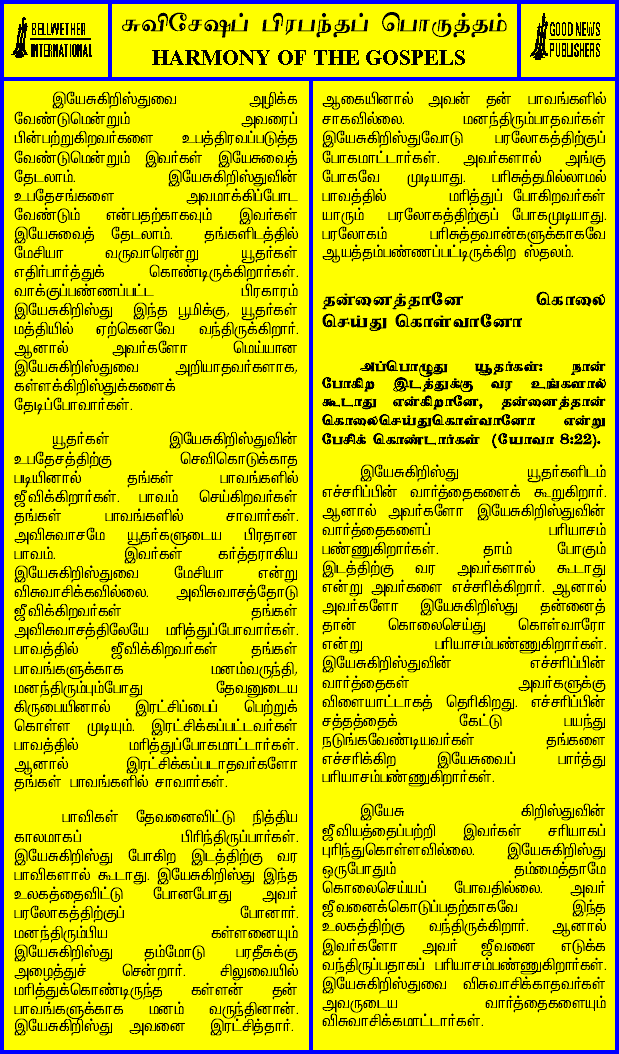 BELLWETHER
INTERNATIONAL
சுவிசேஷப் பிரபந்தப் பொருத்தம்
HARMONY OF THE GOSPELS
GOOD NEWS
PUBLISHERS
இயேசுகிறிஸ்துவை அழிக்க
வேண்டுமென்றும் அவரைப்
பின்பற்றுகிறவர்களை உபத்திரவப்படுத்த
வேண்டுமென்றும் இவர்கள் இயேசுவைத்
தேடலாம். இயேசுகிறிஸ்துவின்
உபதேசங்களை அவமாக்கிப்போட
வேண்டும் என்பதற்காகவும் இவர்கள்
இயேசுவைத் தேடலாம். தங்களிடத்தில்
மேசியா வருவாரென்று யூதர்கள்
எதிர்பார்த்துக் கொண்டிருக்கிறார்கள்.
வாக்குப்பண்ணப்பட்ட பிரகாரம்
இயேசுகிறிஸ்து இந்த பூமிக்கு, யூதர்கள்
மத்தியில் ஏற்கெனவே வந்திருக்கிறார்.
ஆனால் அவர்களோ மெய்யான
இயேசுகிறிஸ்துவை அறியாதவர்களாக,
கள்ளக்கிறிஸ்துக்களைக்
தேடிப்போவார்கள்.
யூதர்கள் இயேசுகிறிஸ்துவின்
உபதேசத்திற்கு செவிகொடுக்காத
படியினால் தங்கள் பாவங்களில்
ஜீவிக்கிறார்கள். பாவம் செய்கிறவர்கள்
தங்கள் பாவங்களில் சாவார்கள்.
அவிசுவாசமே யூதர்களுடைய பிரதான
பாவம். இவர்கள் கர்த்தராகிய
இயேசுகிறிஸ்துவை மேசியா என்று
விசுவாசிக்கவில்லை. அவிசுவாசத்தோடு
ஜீவிக்கிறவர்கள் தங்கள்
அவிசுவாசத்திலேயே மரித்துப்போவார்கள்.
பாவத்தில் ஜீவிக்கிறவர்கள் தங்கள்
பாவங்களுக்காக மனம்வருந்தி,
மனந்திரும்பும்போது தேவனுடைய
கிருபையினால் இரட்சிப்பைப் பெற்றுக்
கொள்ள முடியும். இரட்சிக்கப்பட்டவர்கள்
பாவத்தில் மரித்துப்போகமாட்டார்கள்.
ஆனால் இரட்சிக்கப்படாதவர்களோ
தங்கள் பாவங்களில் சாவார்கள்.
பாவிகள் தேவனைவிட்டு நித்திய
காலமாகப் பிரிந்திருப்பார்கள்.
இயேசுகிறிஸ்து போகிற இடத்திற்கு வர
பாவிகளால் கூடாது. இயேசுகிறிஸ்து இந்த
உலகத்தைவிட்டு போனபோது அவர்
பரலோகத்திற்குப் போனார்.
மனந்திரும்பிய கள்ளனையும்
இயேசுகிறிஸ்து தம்மோடு பரதீசுக்கு
அழைத்துச் சென்றார். சிலுவையில்
மரித்துக்கொண்டிருந்த கள்ளன் தன்
பாவங்களுக்காக மனம் வருந்தினான்.
இயேசுகிறிஸ்து அவனை இரட்சித்தார்.
ஆகையினால் அவன் தன் பாவங்களில்
சாகவில்லை. மனந்திரும்பாதவர்கள்
இயேசுகிறிஸ்துவோடு பரலோகத்திற்குப்
போகமாட்டார்கள். அவர்களால் அங்கு
போகவே முடியாது. பரிசுத்தமில்லாமல்
பாவத்தில் மரித்துப் போகிறவர்கள்
யாரும் பரலோகத்திற்குப் போகமுடியாது.
பரலோகம் பரிசுத்தவான்களுக்காகவே
ஆயத்தம்பண்ணப்பட்டிருக்கிற ஸ்தலம்.
தன்னைத்தானே கொலை
செய்து கொள்வானோ
அப்பொழுது யூதர்கள்: நான்
போகிற இடத்துக்கு வர உங்களால்
கூடாது என்கிறானே, தன்னைத்தான்
கொலைசெய்துகொள்வானோ என்று
பேசிக் கொண்டார்கள் (யோவா 8:22).
இயேசுகிறிஸ்து யூதர்களிடம்
எச்சரிப்பின் வார்த்தைகளைக் கூறுகிறார்.
ஆனால் அவர்களோ இயேசுகிறிஸ்துவின்
வார்த்தைகளைப் பரியாசம்
பண்ணுகிறார்கள். தாம் போகும்
இடத்திற்கு வர அவர்களால் கூடாது
என்று அவர்களை எச்சரிக்கிறார். ஆனால்
அவர்களோ இயேசுகிறிஸ்து தன்னைத்
தான் கொலைசெய்து கொள்வாரோ
என்று பரியாசம்பண்ணுகிறார்கள்.
இயேசுகிறிஸ்துவின் எச்சரிப்பின்
வார்த்தைகள் அவர்களுக்கு
விளையாட்டாகத் தெரிகிறது. எச்சரிப்பின்
சத்தத்தைக் கேட்டு பயந்து
நடுங்கவேண்டியவர்கள் தங்களை
எச்சரிக்கிற இயேசுவைப் பார்த்து
பரியாசம்பண்ணுகிறார்கள்.
இயேசு கிறிஸ்துவின்
ஜீவியத்தைப்பற்றி இவர்கள் சரியாகப்
புரிந்துகொள்ளவில்லை. இயேசுகிறிஸ்து
ஒருபோதும் தம்மைத்தாமே
கொலைசெய்யப் போவதில்லை. அவர்
ஜீவனைக்கொடுப்பதற்காகவே இந்த
உலகத்திற்கு வந்திருக்கிறார். ஆனால்
இவர்களோ அவர் ஜீவனை எடுக்க
வந்திருப்பதாகப் பரியாசம்பண்ணுகிறார்கள்.
இயேசுகிறிஸ்துவை விசுவாசிக்காதவர்கள்
அவருடைய வார்த்தைகளையும்
விசுவாசிக்கமாட்டார்கள்.